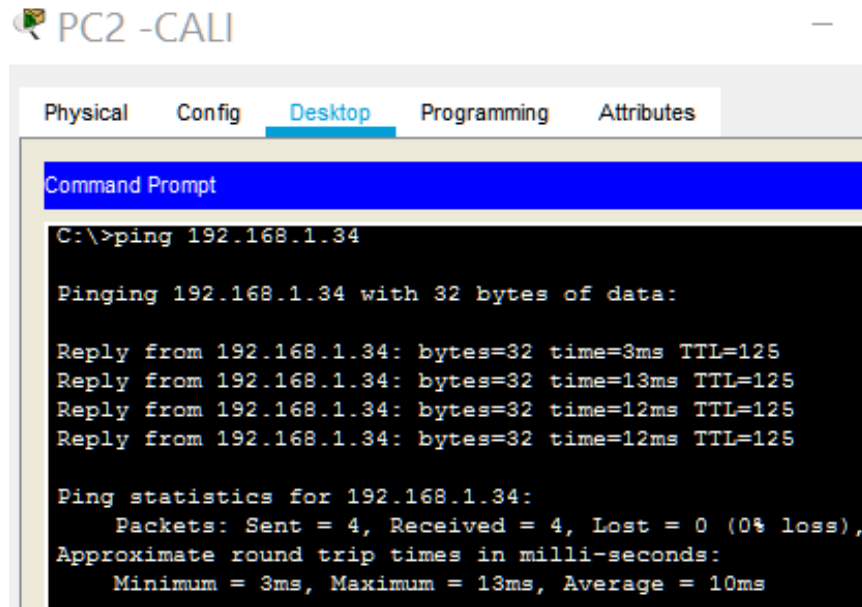 PC2 -CALI
Physical Config Desktop Programming Attributes
Command Prompt
C:\>ping 192.168.1.34
Pinging 192.168.1.34 with 32 bytes of data:
Reply from 192.168.1.34: bytes=32 time=3ms TTL=125
Reply from 192.168.1.34: bytes=32 time=13ms TTL=125
Reply from 192.168.1.34: bytes=32 time=12ms TTL=125
Reply from 192.168.1.34: bytes=32 time=12ms TTL=125
Ping statistics for 192.168.1.34:
Packets: Sent = 4, Received = 4, Lost = 0 (0% loss),
Approximate round trip times in milli-seconds:
Minimum = 3ms, Maximum = 13ms, Average = 10ms